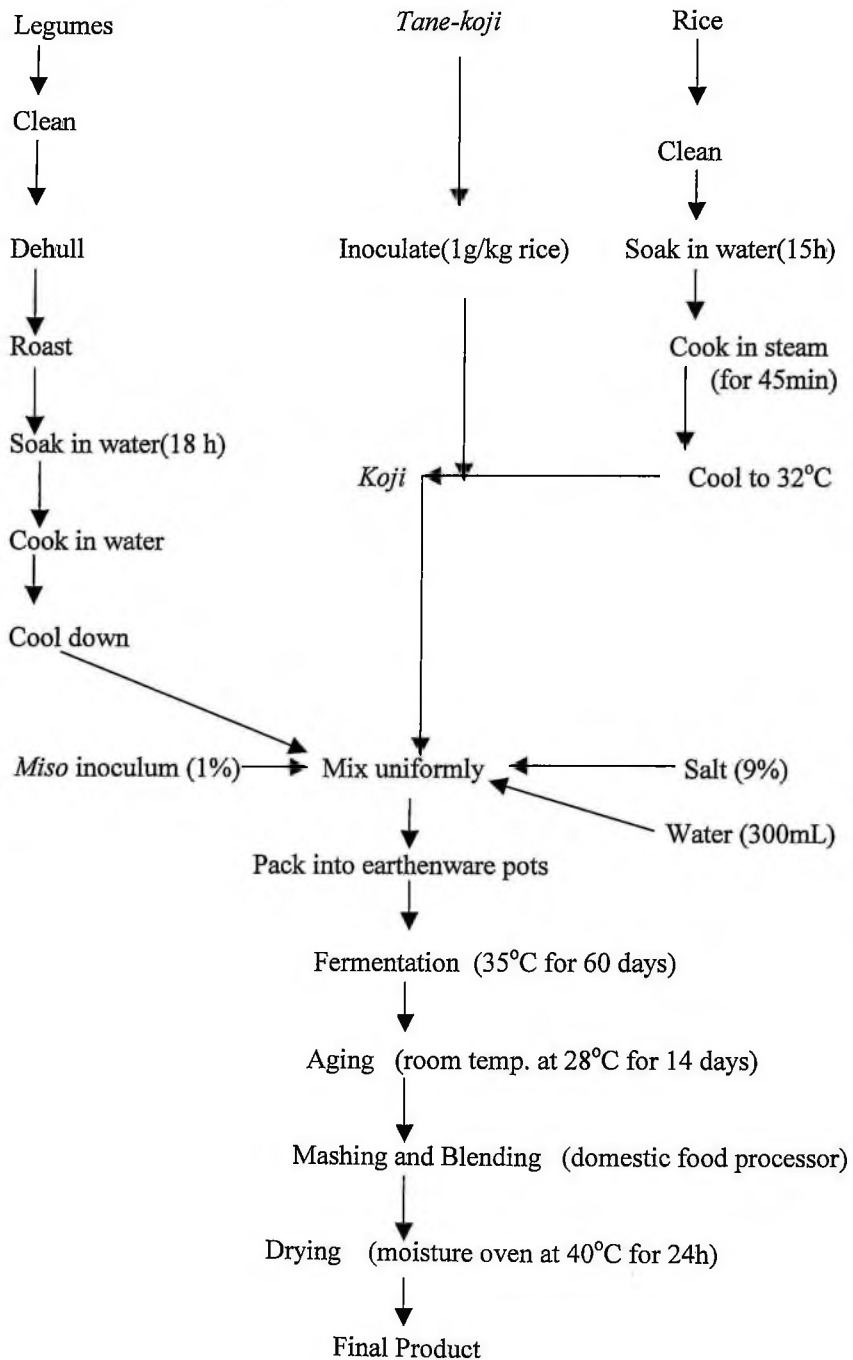 Legumes
Tane-koji
Rice
Clean
Clean
Dehull
Inoculate(1g/kg rice)
Soak in water(15h)
Roast
Cook in steam
(for 45min)
Soak in water(18 h)
Koji
Cool to 32°C
Cook in water
Cool down
Miso inoculum (1%)
Mix uniformly
Salt (9%)
Water (300mL)
Pack into earthenware pots
Fermentation (35°C for 60 days)
Aging (room temp. at 28°C for 14 days)
Mashing and Blending (domestic food processor)
Drying (moisture oven at 40°C for 24h)
Final Product